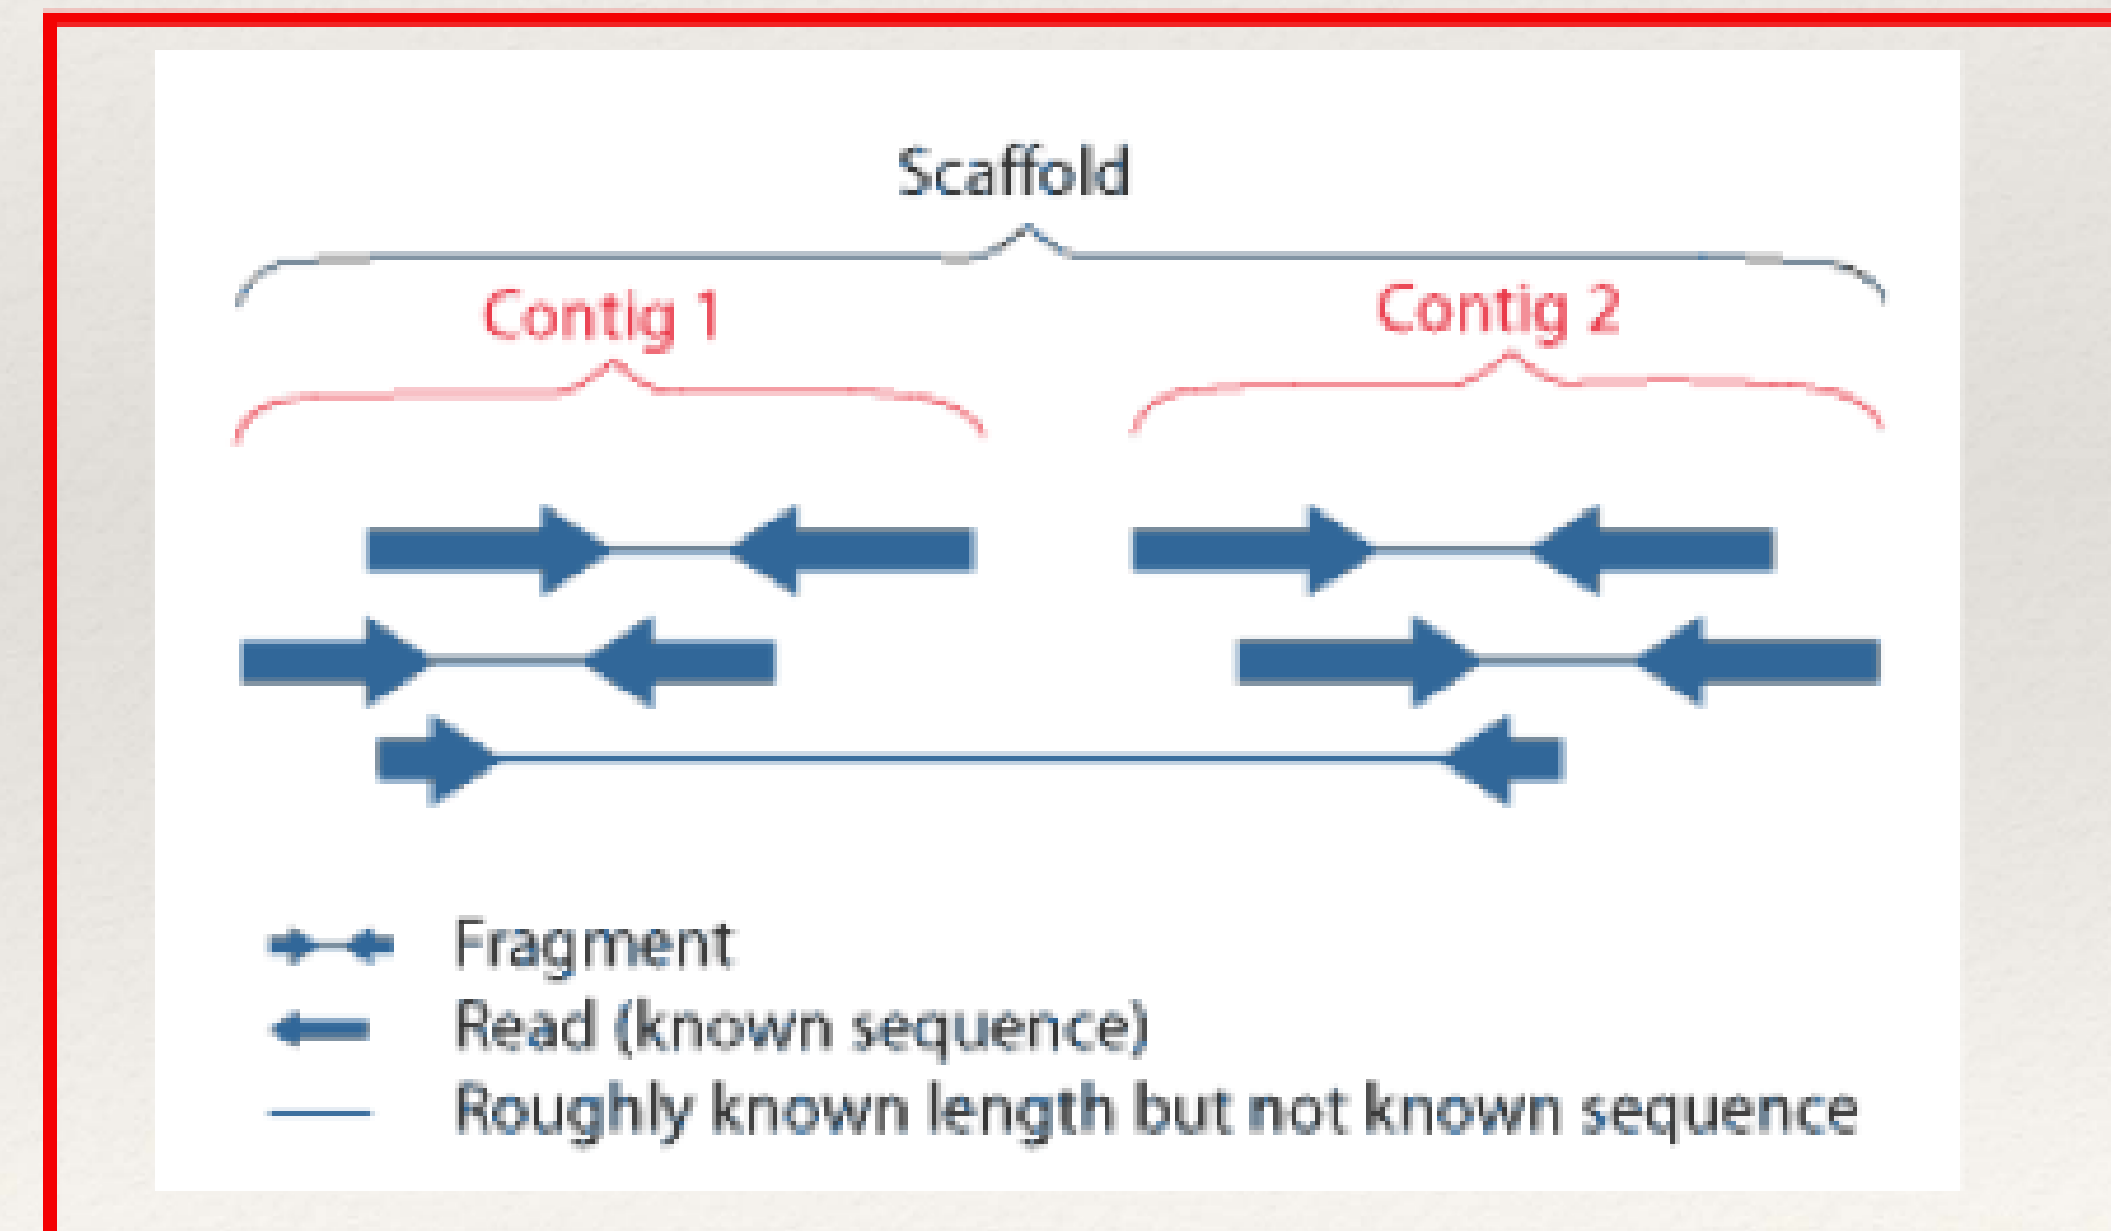 Scaffold
Contig 1
Contig 2
Fragment
Read (known sequence)
Roughly known length but not known sequence